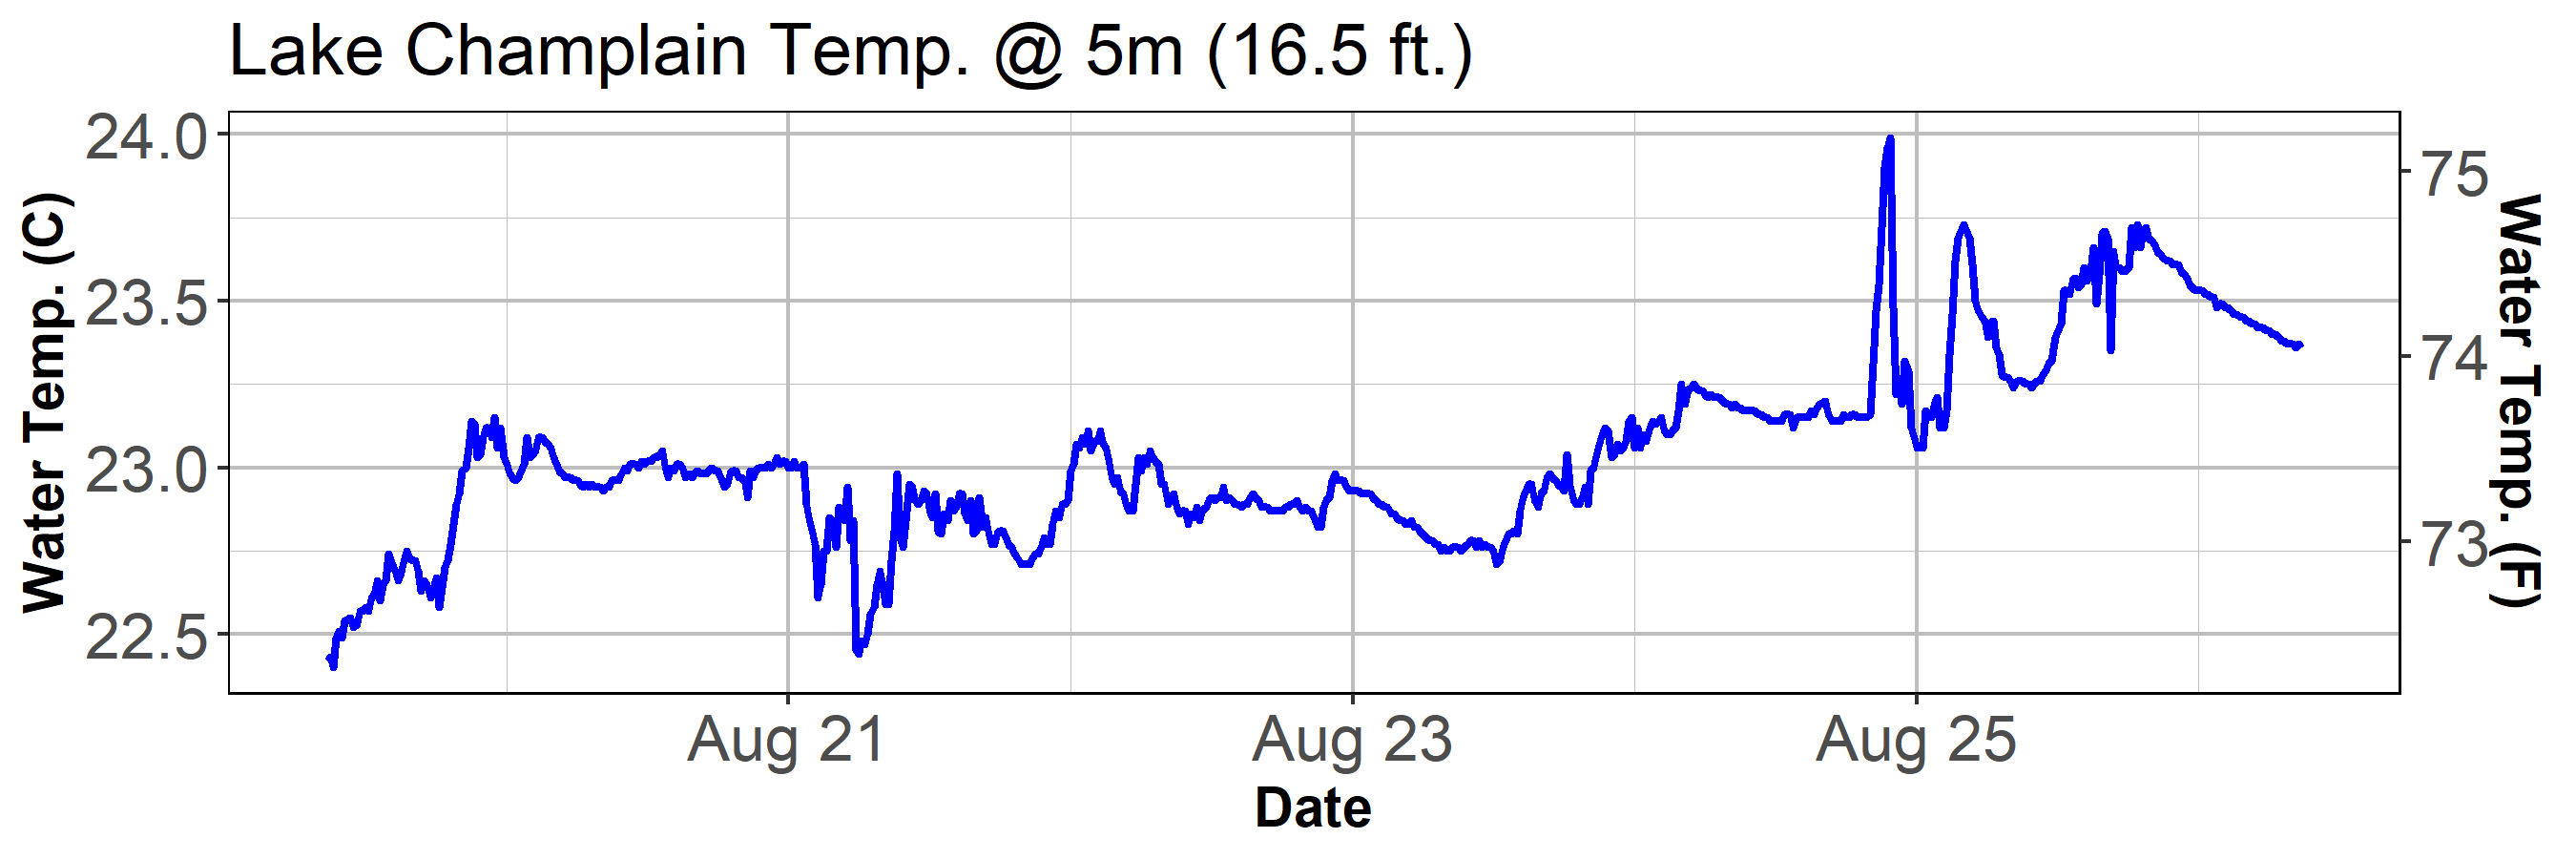 Lake Champlain Temp. @ 5m (16.5 ft.)
Water Temp. (C)
24.0
23.5
23.0
22.5
75
74
73
Water Temp. (F)
Aug 21 Aug 23 Aug 25
Date